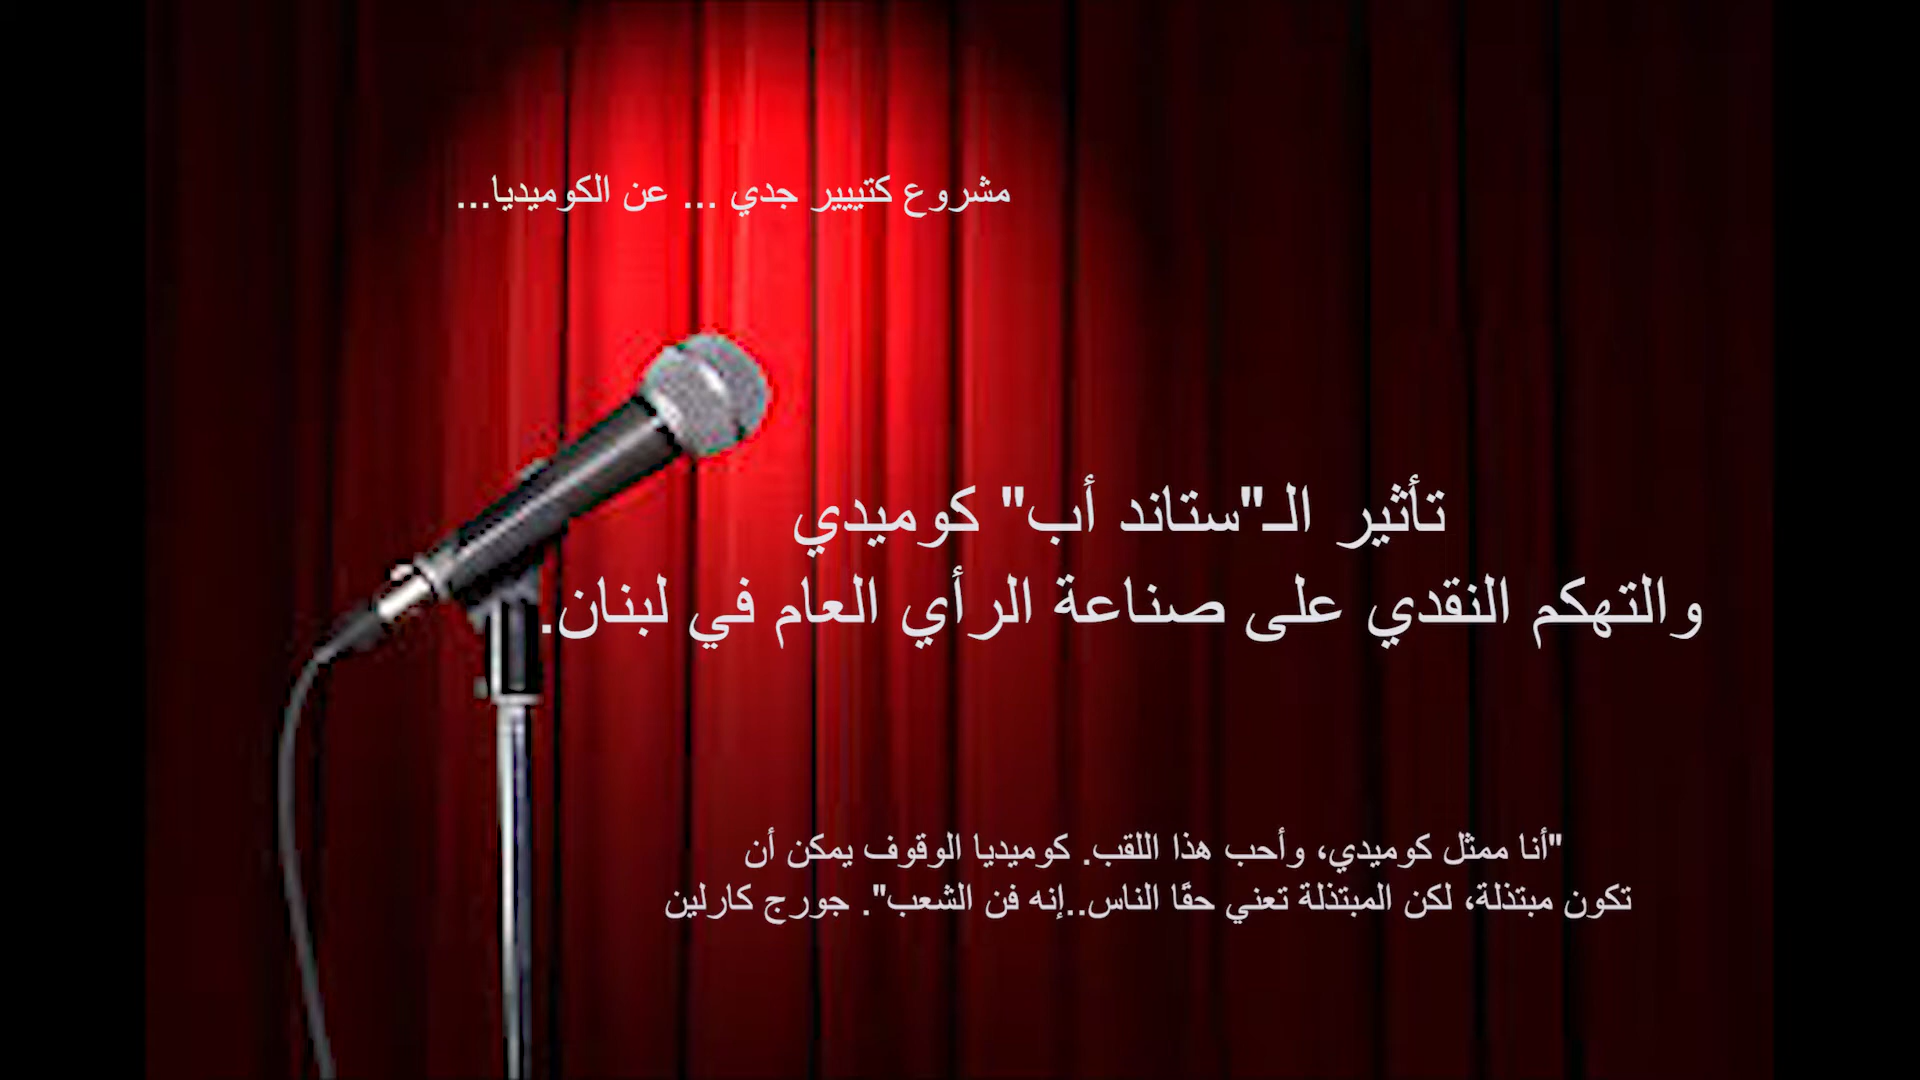 مشروع كتيبير جدي ... عن الكوميديا...
تأثير الـ"ستاند أب" كوميدي
والتهكم النقدي على صناعة الرأي العام في لبنان.
"أنا ممثل كوميدي، وأحب هذا اللقب. كوميديا الوقوف يمكن أن
تكون مبتذلة، لكن المبتذلة تعني حقًا الناس..إنه فن الشعب". جورج كارلين